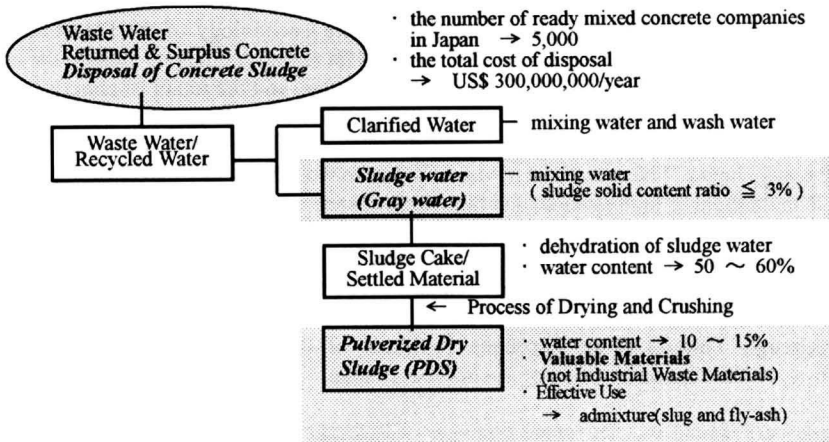 Waste Water
Returned & Surplus Concrete
Disposal of Concrete Sludge
· the number of ready mixed concrete companies
in Japan → 5,000
· the total cost of disposal
→ US$ 300,000,000/year
Waste Water/
Recycled Water
Clarified Water
mixing water and wash water
Sludge water
(Gray water)
mixing water
( sludge solid content ratio ≦ 3% )
Sludge Cake/
Settled Material
· dehydration of sludge water
· water content → 50 ~ 60%
← Process of Drying and Crushing
Pulverized Dry
Sludge (PDS)
· water content → 10 ~ 15%
· Valuable Materials
(not Industrial Waste Materials)
· Effective Use
→ admixture(slug and fly-ash)